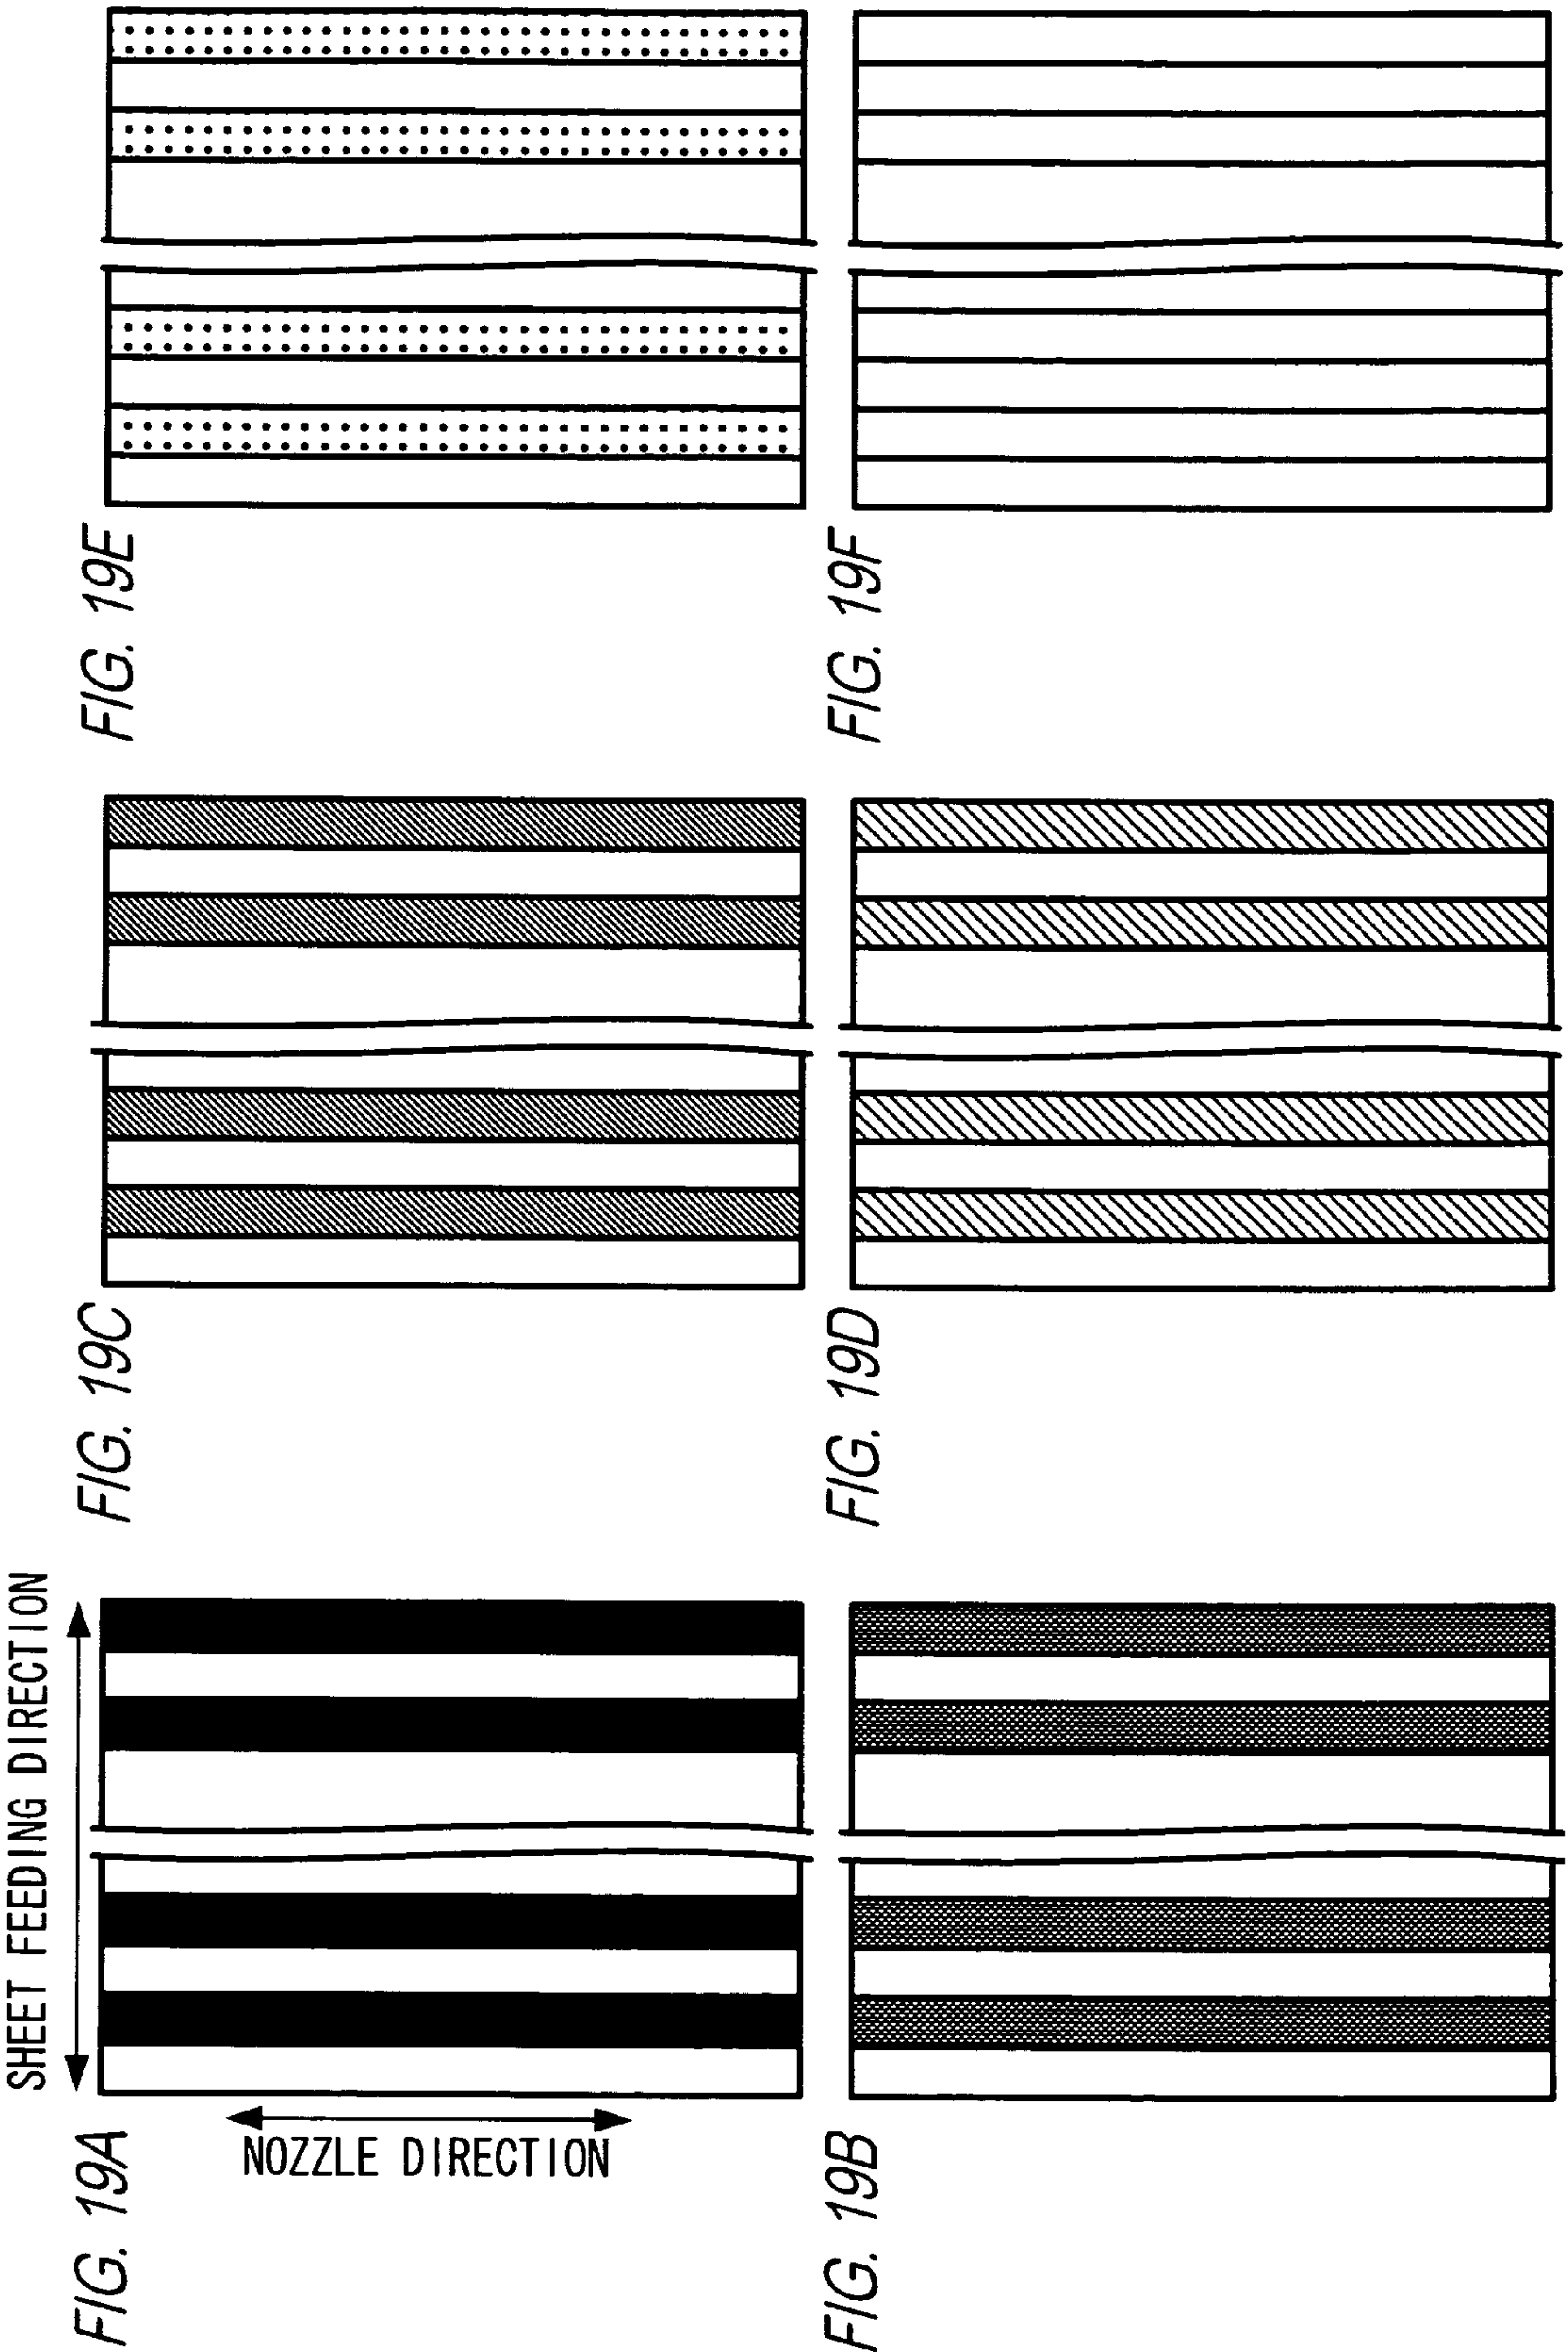 FIG. 19A
SHEET FEEDING DIRECTION
NOZZLE DIRECTION
FIG. 19B
FIG. 19C
FIG. 19D
FIG. 19E
FIG. 19F